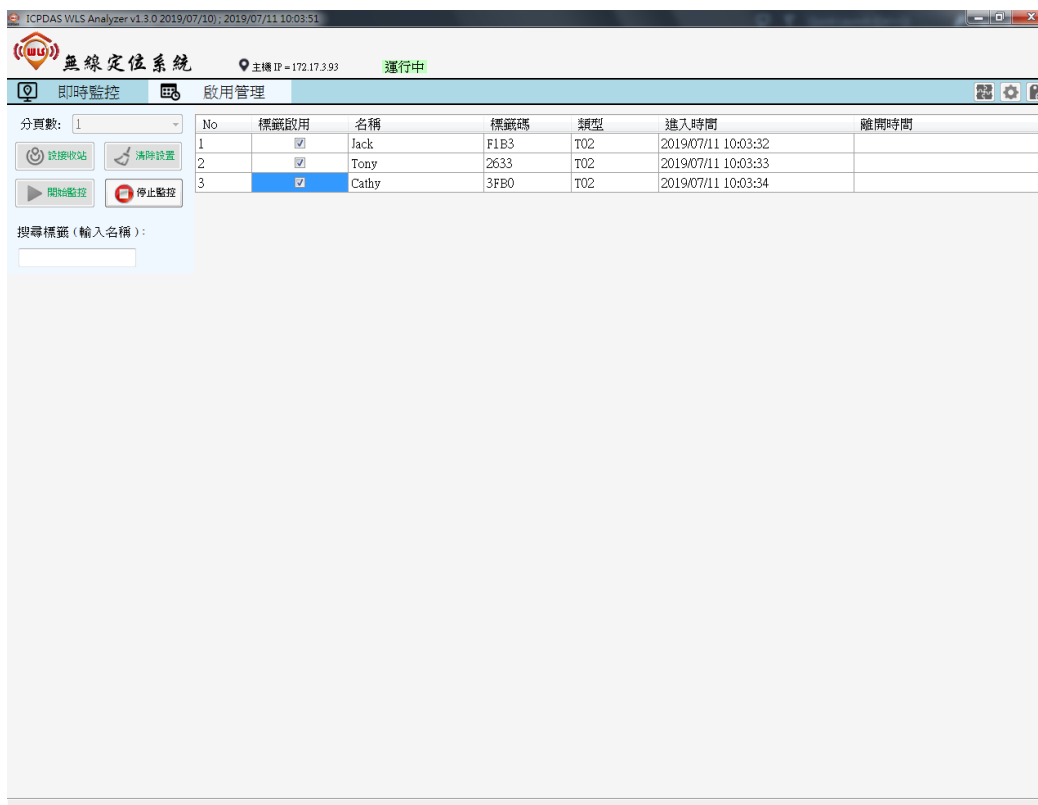 ICPDAS WLS Analyzer v1.3.0 2019/07/10) ; 2019/07/11 10:03:51
WLS
無線定位系統 主機 IP = 172.17.3.93 運行中
即時監控 啟用管理
分頁數: 1
設接收站 清除設置
開始監控 停止監控
搜尋標籤 ( 輸入名稱 ) :
No 標籤啟用 名稱 標籤碼 類型 進入時間 離開時間
1 Jack F1B3 T02 2019/07/11 10:03:32
2 Tony 2633 T02 2019/07/11 10:03:33
3 Cathy 3FB0 T02 2019/07/11 10:03:34